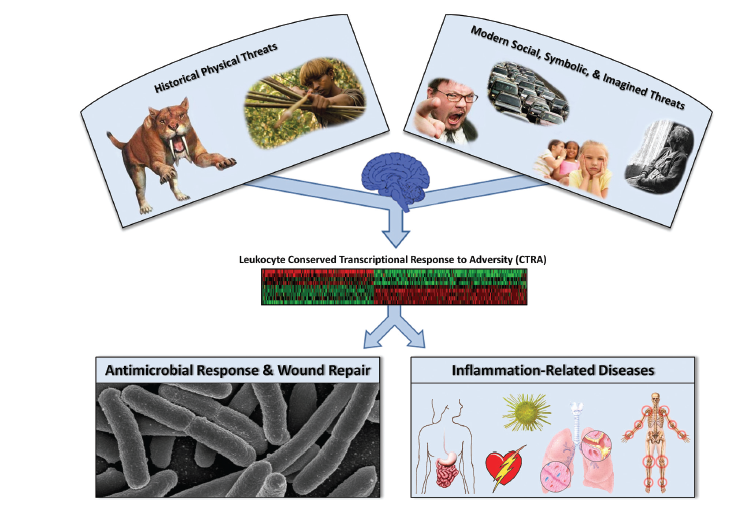 Historical Physical Threats
Modern Social, Symbolic, & Imagined Threats
Leukocyte Conserved Transcriptional Response to Adversity (CTRA)
Antimicrobial Response & Wound Repair
Inflammation-Related Diseases